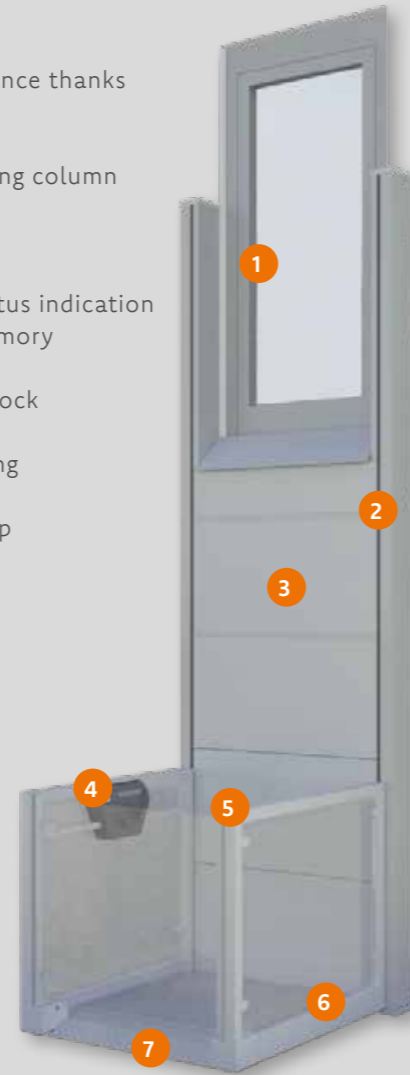 nce thanks
ng column
tus indication
mory
ock
ng
p
1
2
3
4
5
6
7